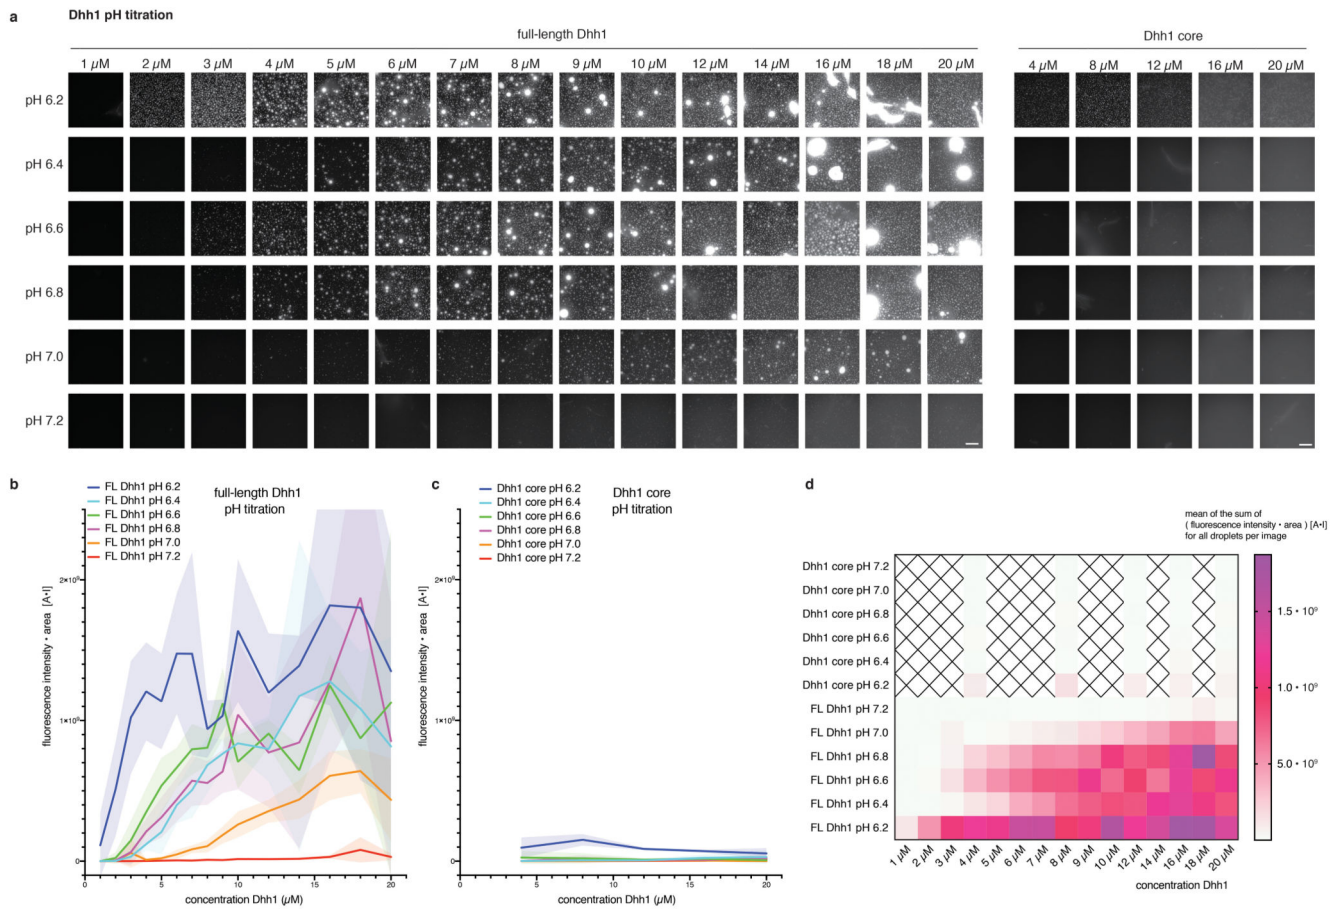 a
Dhh1 pH titration
full-length Dhh1
Dhh1 core
1 µM 2 µM 3 µM 4 µM 5 µM 6 µM 7 µM 8 µM 9 µM 10 µM 12 µM 14 µM 16 µM 18 µM 20 µM
4 µM 8 µM 12 µM 16 µM 20 µM
pH 6.2
pH 6.4
pH 6.6
pH 6.8
pH 7.0
pH 7.2
b
FL Dhh1 pH 6.2
FL Dhh1 pH 6.4
FL Dhh1 pH 6.6
FL Dhh1 pH 6.8
FL Dhh1 pH 7.0
FL Dhh1 pH 7.2
full-length Dhh1
pH titration
fluorescence intensity • area [A•I]
2×10⁹
1×10⁹
0
0 5 10 15 20
concentration Dhh1 (µM)
c
Dhh1 core pH 6.2
Dhh1 core pH 6.4
Dhh1 core pH 6.6
Dhh1 core pH 6.8
Dhh1 core pH 7.0
Dhh1 core pH 7.2
Dhh1 core
pH titration
fluorescence intensity • area [A•I]
2×10⁹
1×10⁹
0
0 5 10 15 20
concentration Dhh1 (µM)
d
mean of the sum of
( fluorescence intensity • area ) [A•I]
for all droplets per image
Dhh1 core pH 7.2
Dhh1 core pH 7.0
Dhh1 core pH 6.8
Dhh1 core pH 6.6
Dhh1 core pH 6.4
Dhh1 core pH 6.2
FL Dhh1 pH 7.2
FL Dhh1 pH 7.0
FL Dhh1 pH 6.8
FL Dhh1 pH 6.6
FL Dhh1 pH 6.4
FL Dhh1 pH 6.2
1 µM 2 µM 3 µM 4 µM 5 µM 6 µM 7 µM 8 µM 9 µM 10 µM 12 µM 14 µM 16 µM 18 µM 20 µM
concentration Dhh1
1.5 • 10⁹
1.0 • 10⁹
5.0 • 10⁹